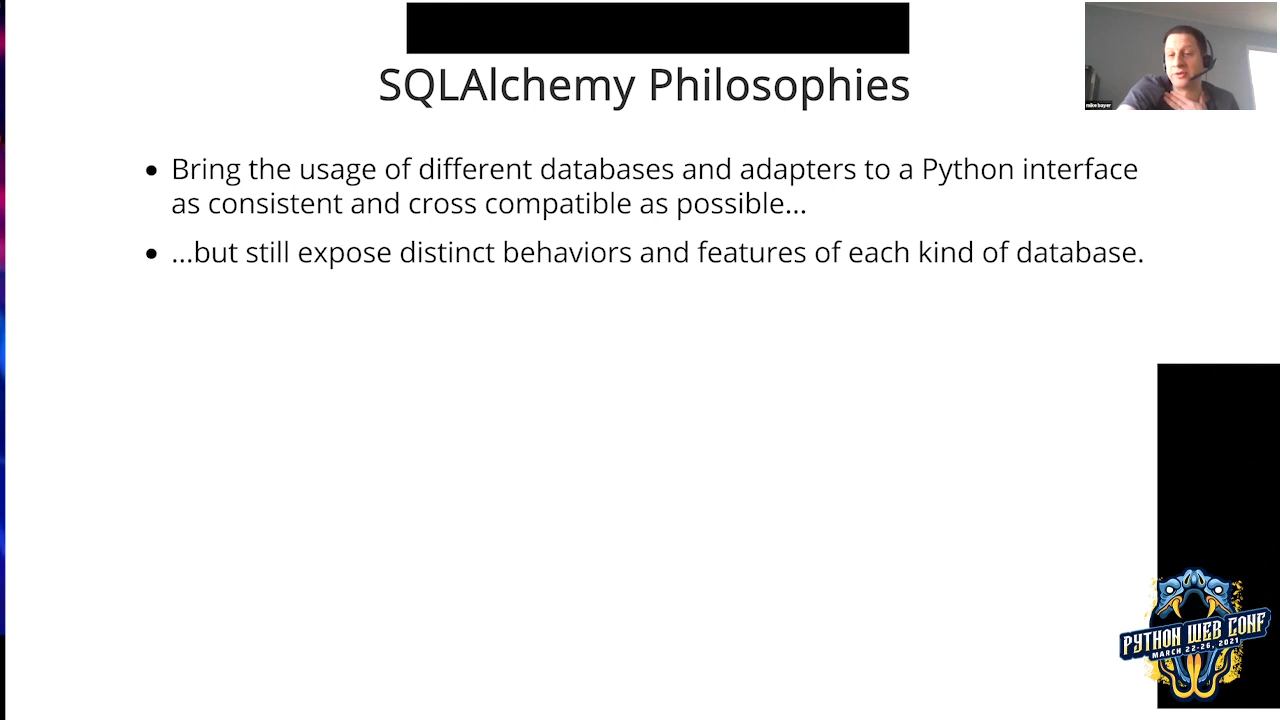 SQLAlchemy Philosophies
mike bayer
• Bring the usage of different databases and adapters to a Python interface
as consistent and cross compatible as possible...
• ...but still expose distinct behaviors and features of each kind of database.
PYTHON WEB CONF
MARCH 22-26, 2021